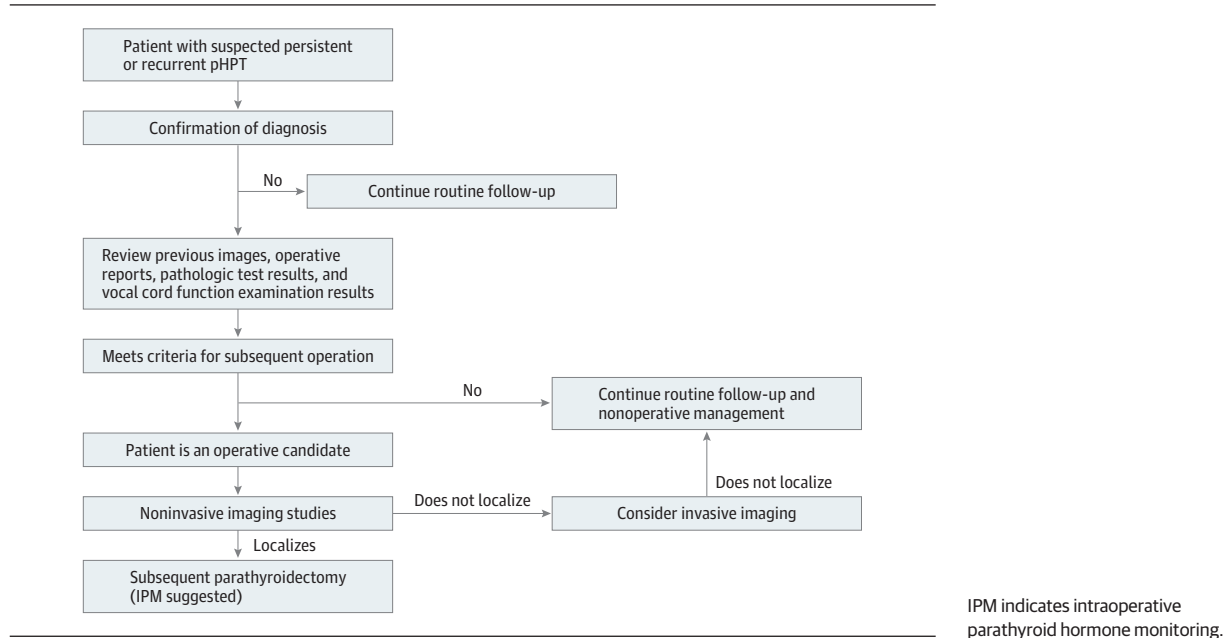 Patient with suspected persistent
or recurrent pHPT
Confirmation of diagnosis
No
Continue routine follow-up
Review previous images, operative
reports, pathologic test results, and
vocal cord function examination results
Meets criteria for subsequent operation
No
Continue routine follow-up and
nonoperative management
Patient is an operative candidate
Does not localize
Noninvasive imaging studies
Does not localize
Consider invasive imaging
Localizes
Subsequent parathyroidectomy
(IPM suggested)
IPM indicates intraoperative
parathyroid hormone monitoring.